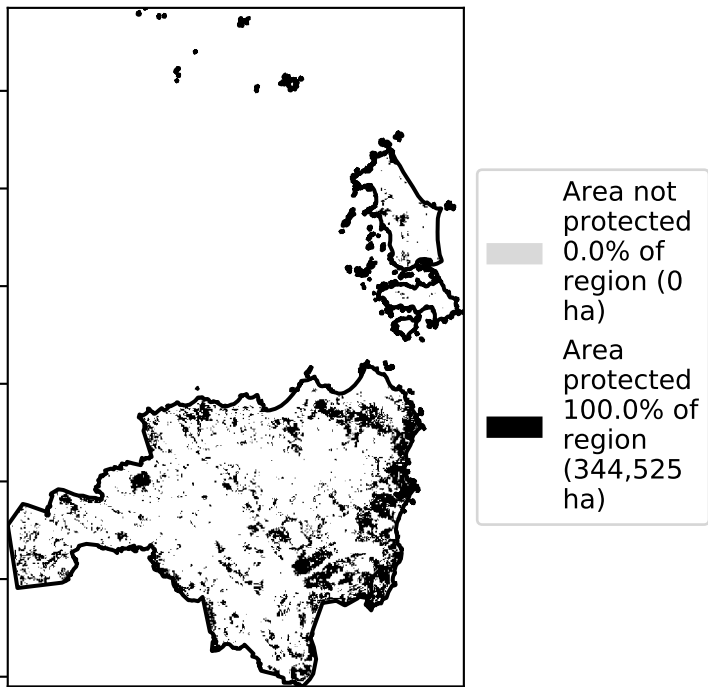 Area not
protected
0.0% of
region (0
ha)
Area
protected
100.0% of
region
(344,525
ha)